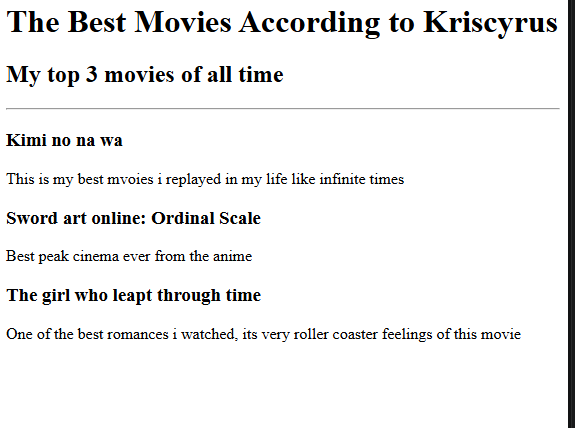 The Best Movies According to Kriscyrus
My top 3 movies of all time
Kimi no na wa
This is my best mvoies i replayed in my life like infinite times
Sword art online: Ordinal Scale
Best peak cinema ever from the anime
The girl who leapt through time
One of the best romances i watched, its very roller coaster feelings of this movie